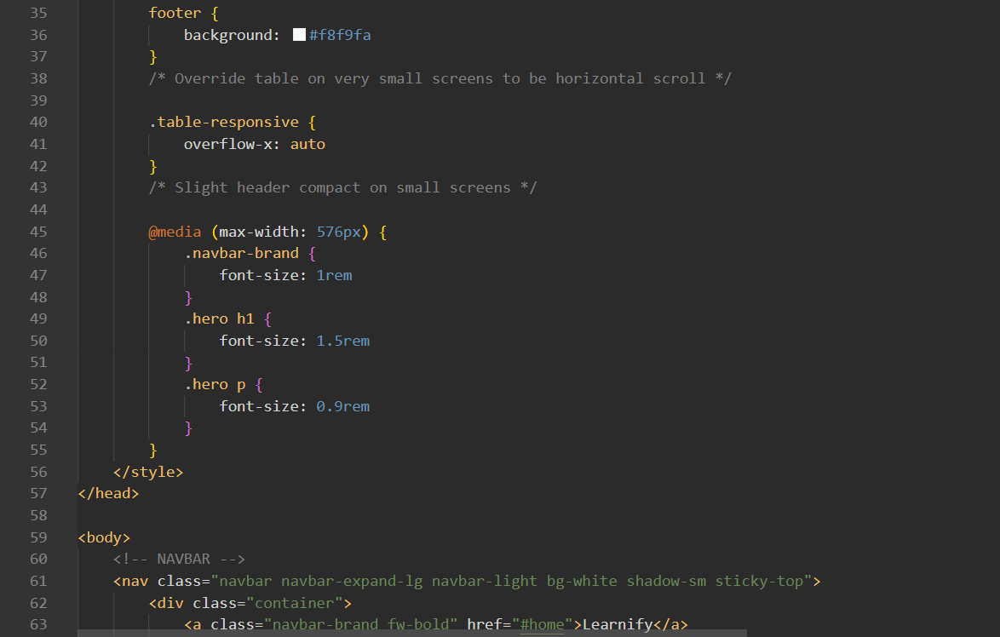 35 footer {
36 background: #f8f9fa
37 }
38 /* Override table on very small screens to be horizontal scroll */
39
40 .table-responsive {
41 overflow-x: auto
42 }
43 /* Slight header compact on small screens */
44
45 @media (max-width: 576px) {
46 .navbar-brand {
47 font-size: 1rem
48 }
49 .hero h1 {
50 font-size: 1.5rem
51 }
52 .hero p {
53 font-size: 0.9rem
54 }
55 }
56 </style>
57 </head>
58
59 <body>
60 <!-- NAVBAR -->
61 <nav class="navbar navbar-expand-lg navbar-light bg-white shadow-sm sticky-top">
62 <div class="container">
63 <a class="navbar-brand fw-bold" href="#home">Learnify</a>